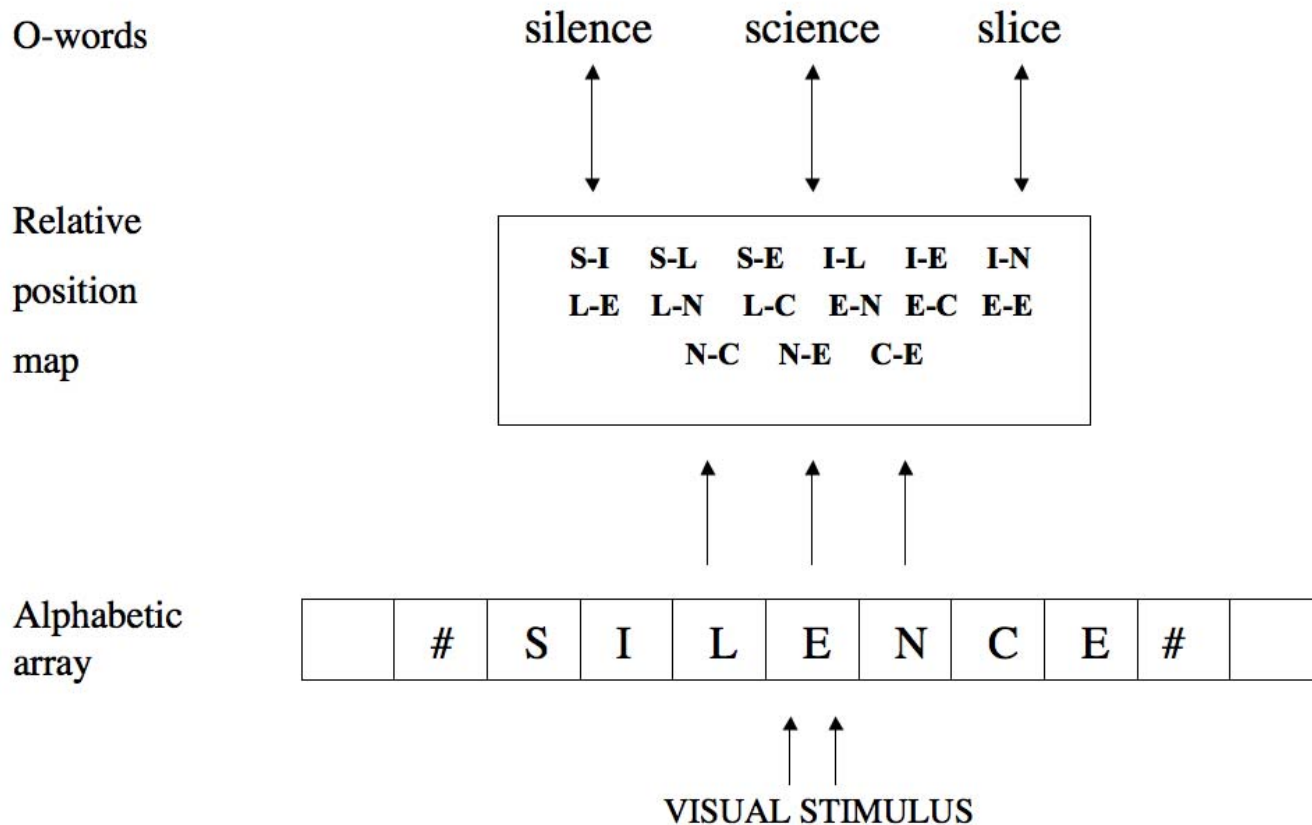 O-words silence science slice
Relative
position
map
S-I S-L S-E I-L I-E I-N
L-E L-N L-C E-N E-C E-E
N-C N-E C-E
Alphabetic
array
# S I L E N C E #
VISUAL STIMULUS